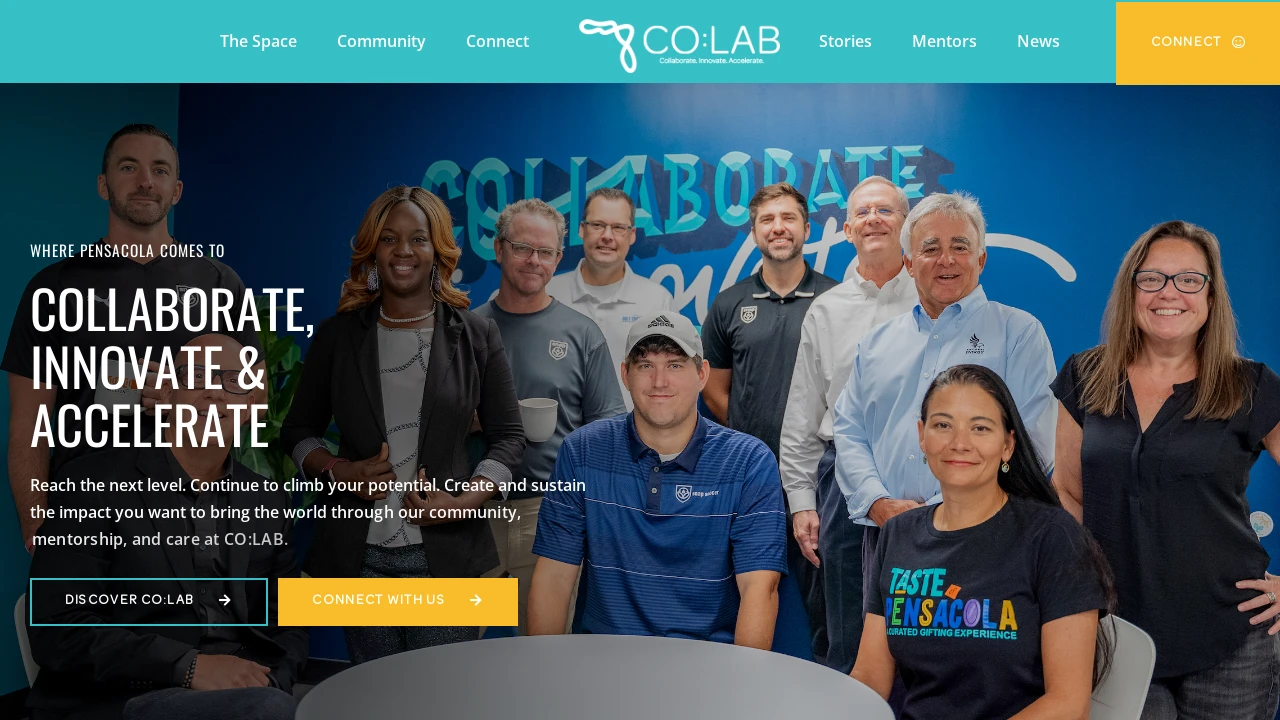 The Space
Community
Connect
CO:LAB
Collaborate. Innovate. Accelerate.
Stories
Mentors
News
CONNECT
COLLABORATE
WHERE PENSACOLA COMES TO
COLLABORATE,
INNOVATE &
ACCELERATE
Reach the next level. Continue to climb your potential. Create and sustain
the impact you want to bring the world through our community,
mentorship, and care at CO:LAB.
DISCOVER CO:LAB
CONNECT WITH US
adidas
TASTE
PENSACOLA
A CURATED GIFTING EXPERIENCE